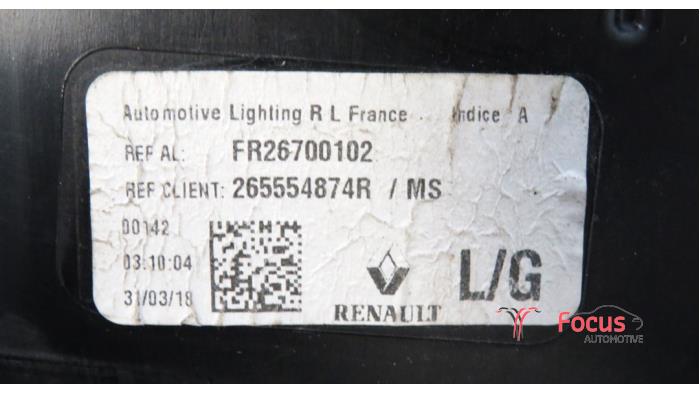 Automotive Lighting R L France Indice A
REF AL: FR26700102
REF CLIENT: 265554874R / MS
00142
03:10:04
31/03/18
RENAULT
L/G
Focus
AUTOMOTIVE